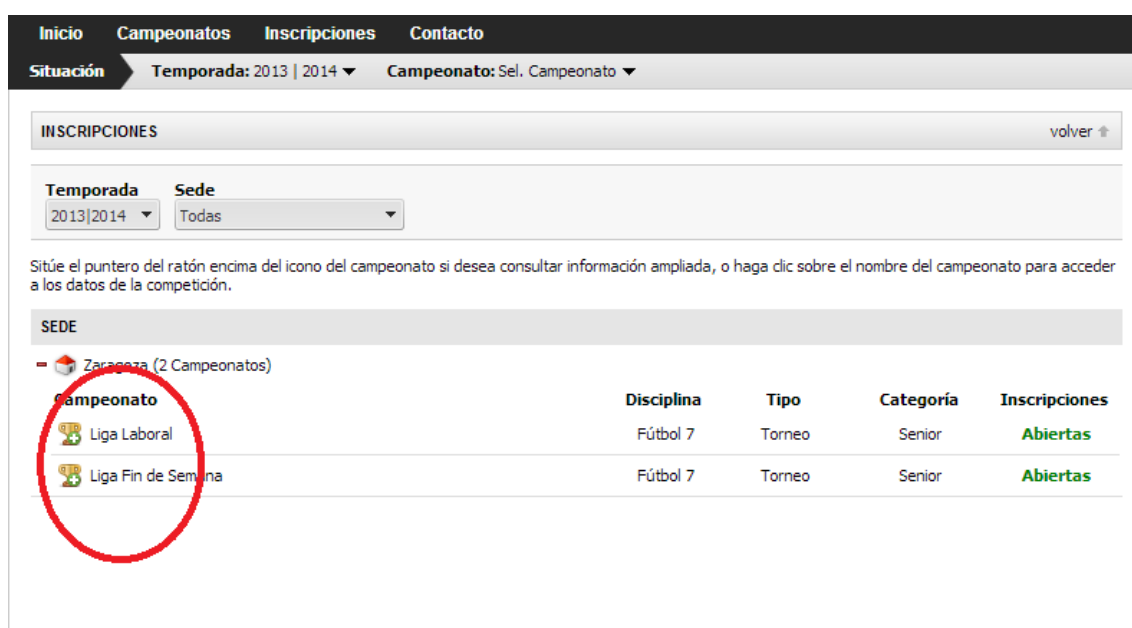 Inicio Campeonatos Inscripciones Contacto
Situación Temporada: 2013 | 2014 Campeonato: Sel. Campeonato
INSCRIPCIONES volver
Temporada Sede
2013|2014 Todas
Sitúe el puntero del ratón encima del icono del campeonato si desea consultar información ampliada, o haga clic sobre el nombre del campeonato para acceder
a los datos de la competición.
SEDE
Zaragoza (2 Campeonatos)
Campeonato Disciplina Tipo Categoría Inscripciones
Liga Laboral Fútbol 7 Torneo Senior Abiertas
Liga Fin de Semana Fútbol 7 Torneo Senior Abiertas